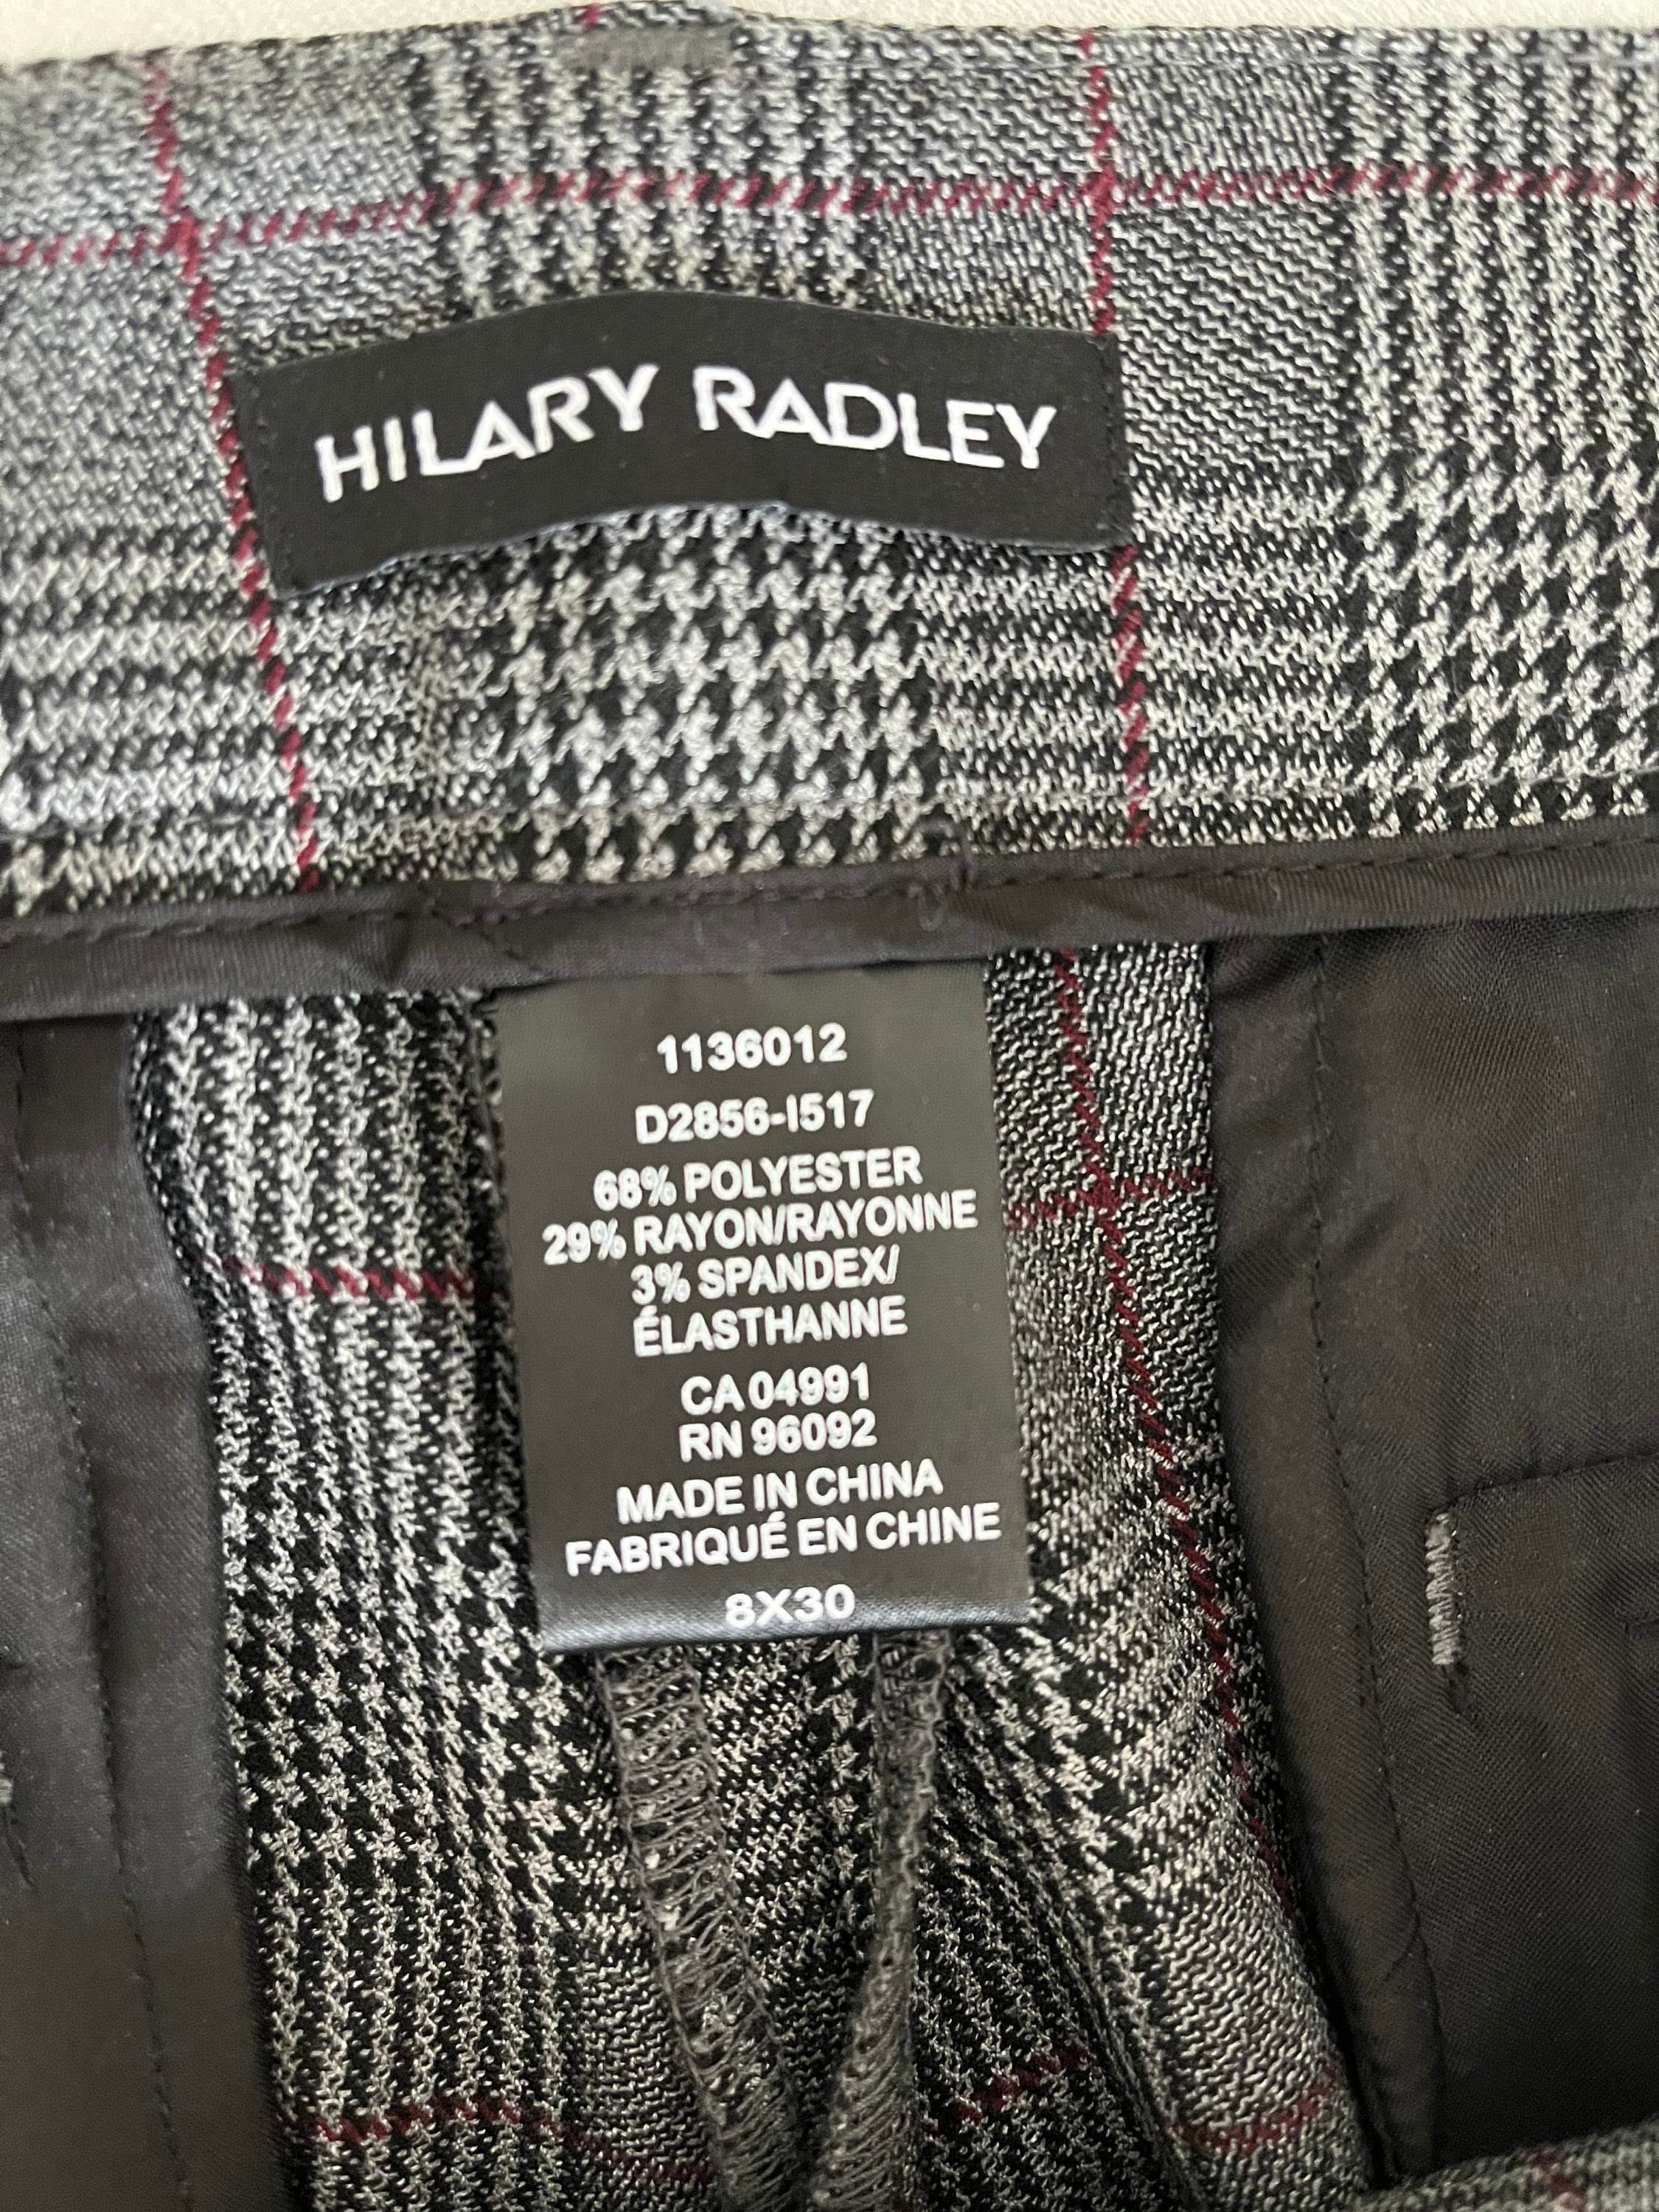 HILARY RADLEY
1136012
D2856-I517
68% POLYESTER
29% RAYON/RAYONNE
3% SPANDEX/
ÉLASTHANNE
CA 04991
RN 96092
MADE IN CHINA
FABRIQUÉ EN CHINE
8X30